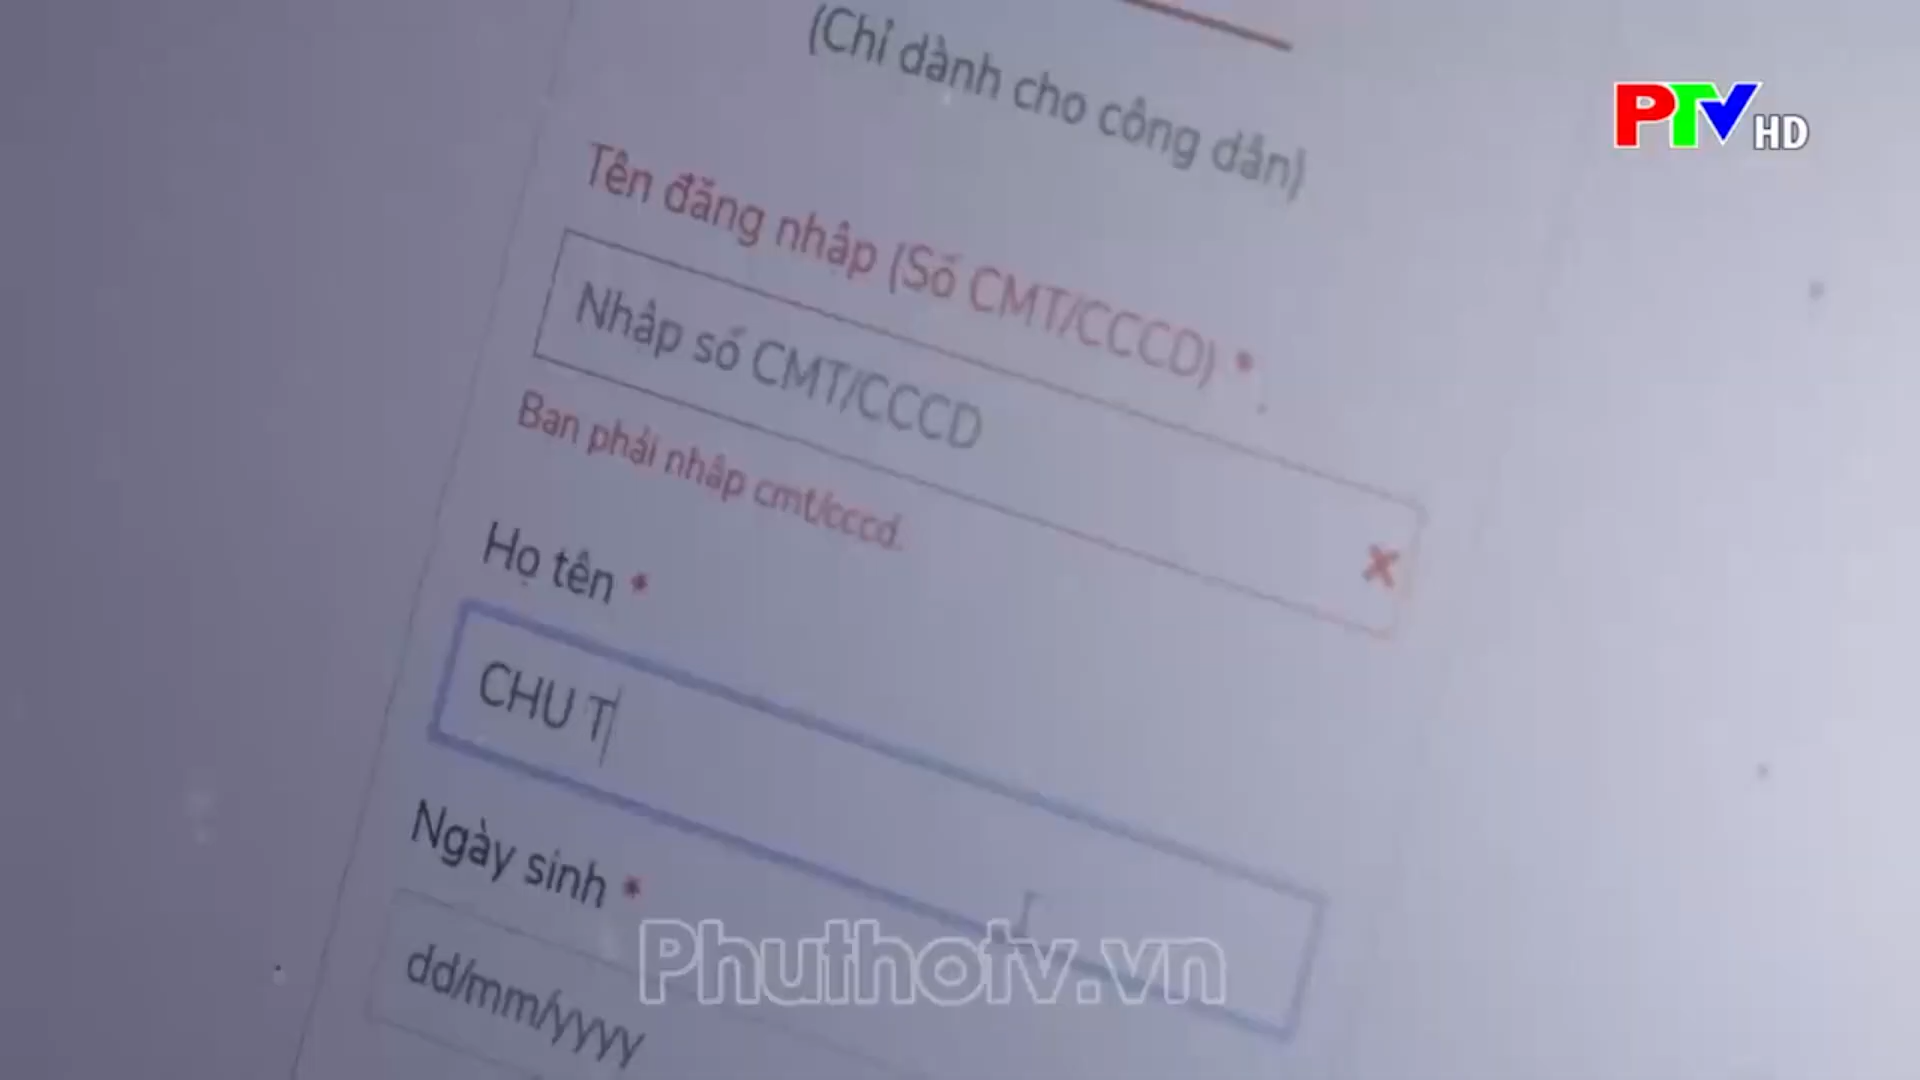 (Chỉ dành cho công dân)
PTV HD
Tên đăng nhập (Số CMT/CCCD) *
Nhập số CMT/CCCD
Bạn phải nhập cmt/cccd.
Họ tên *
CHU T
Ngày sinh *
dd/mm/yyyy
Phuthotv.vn